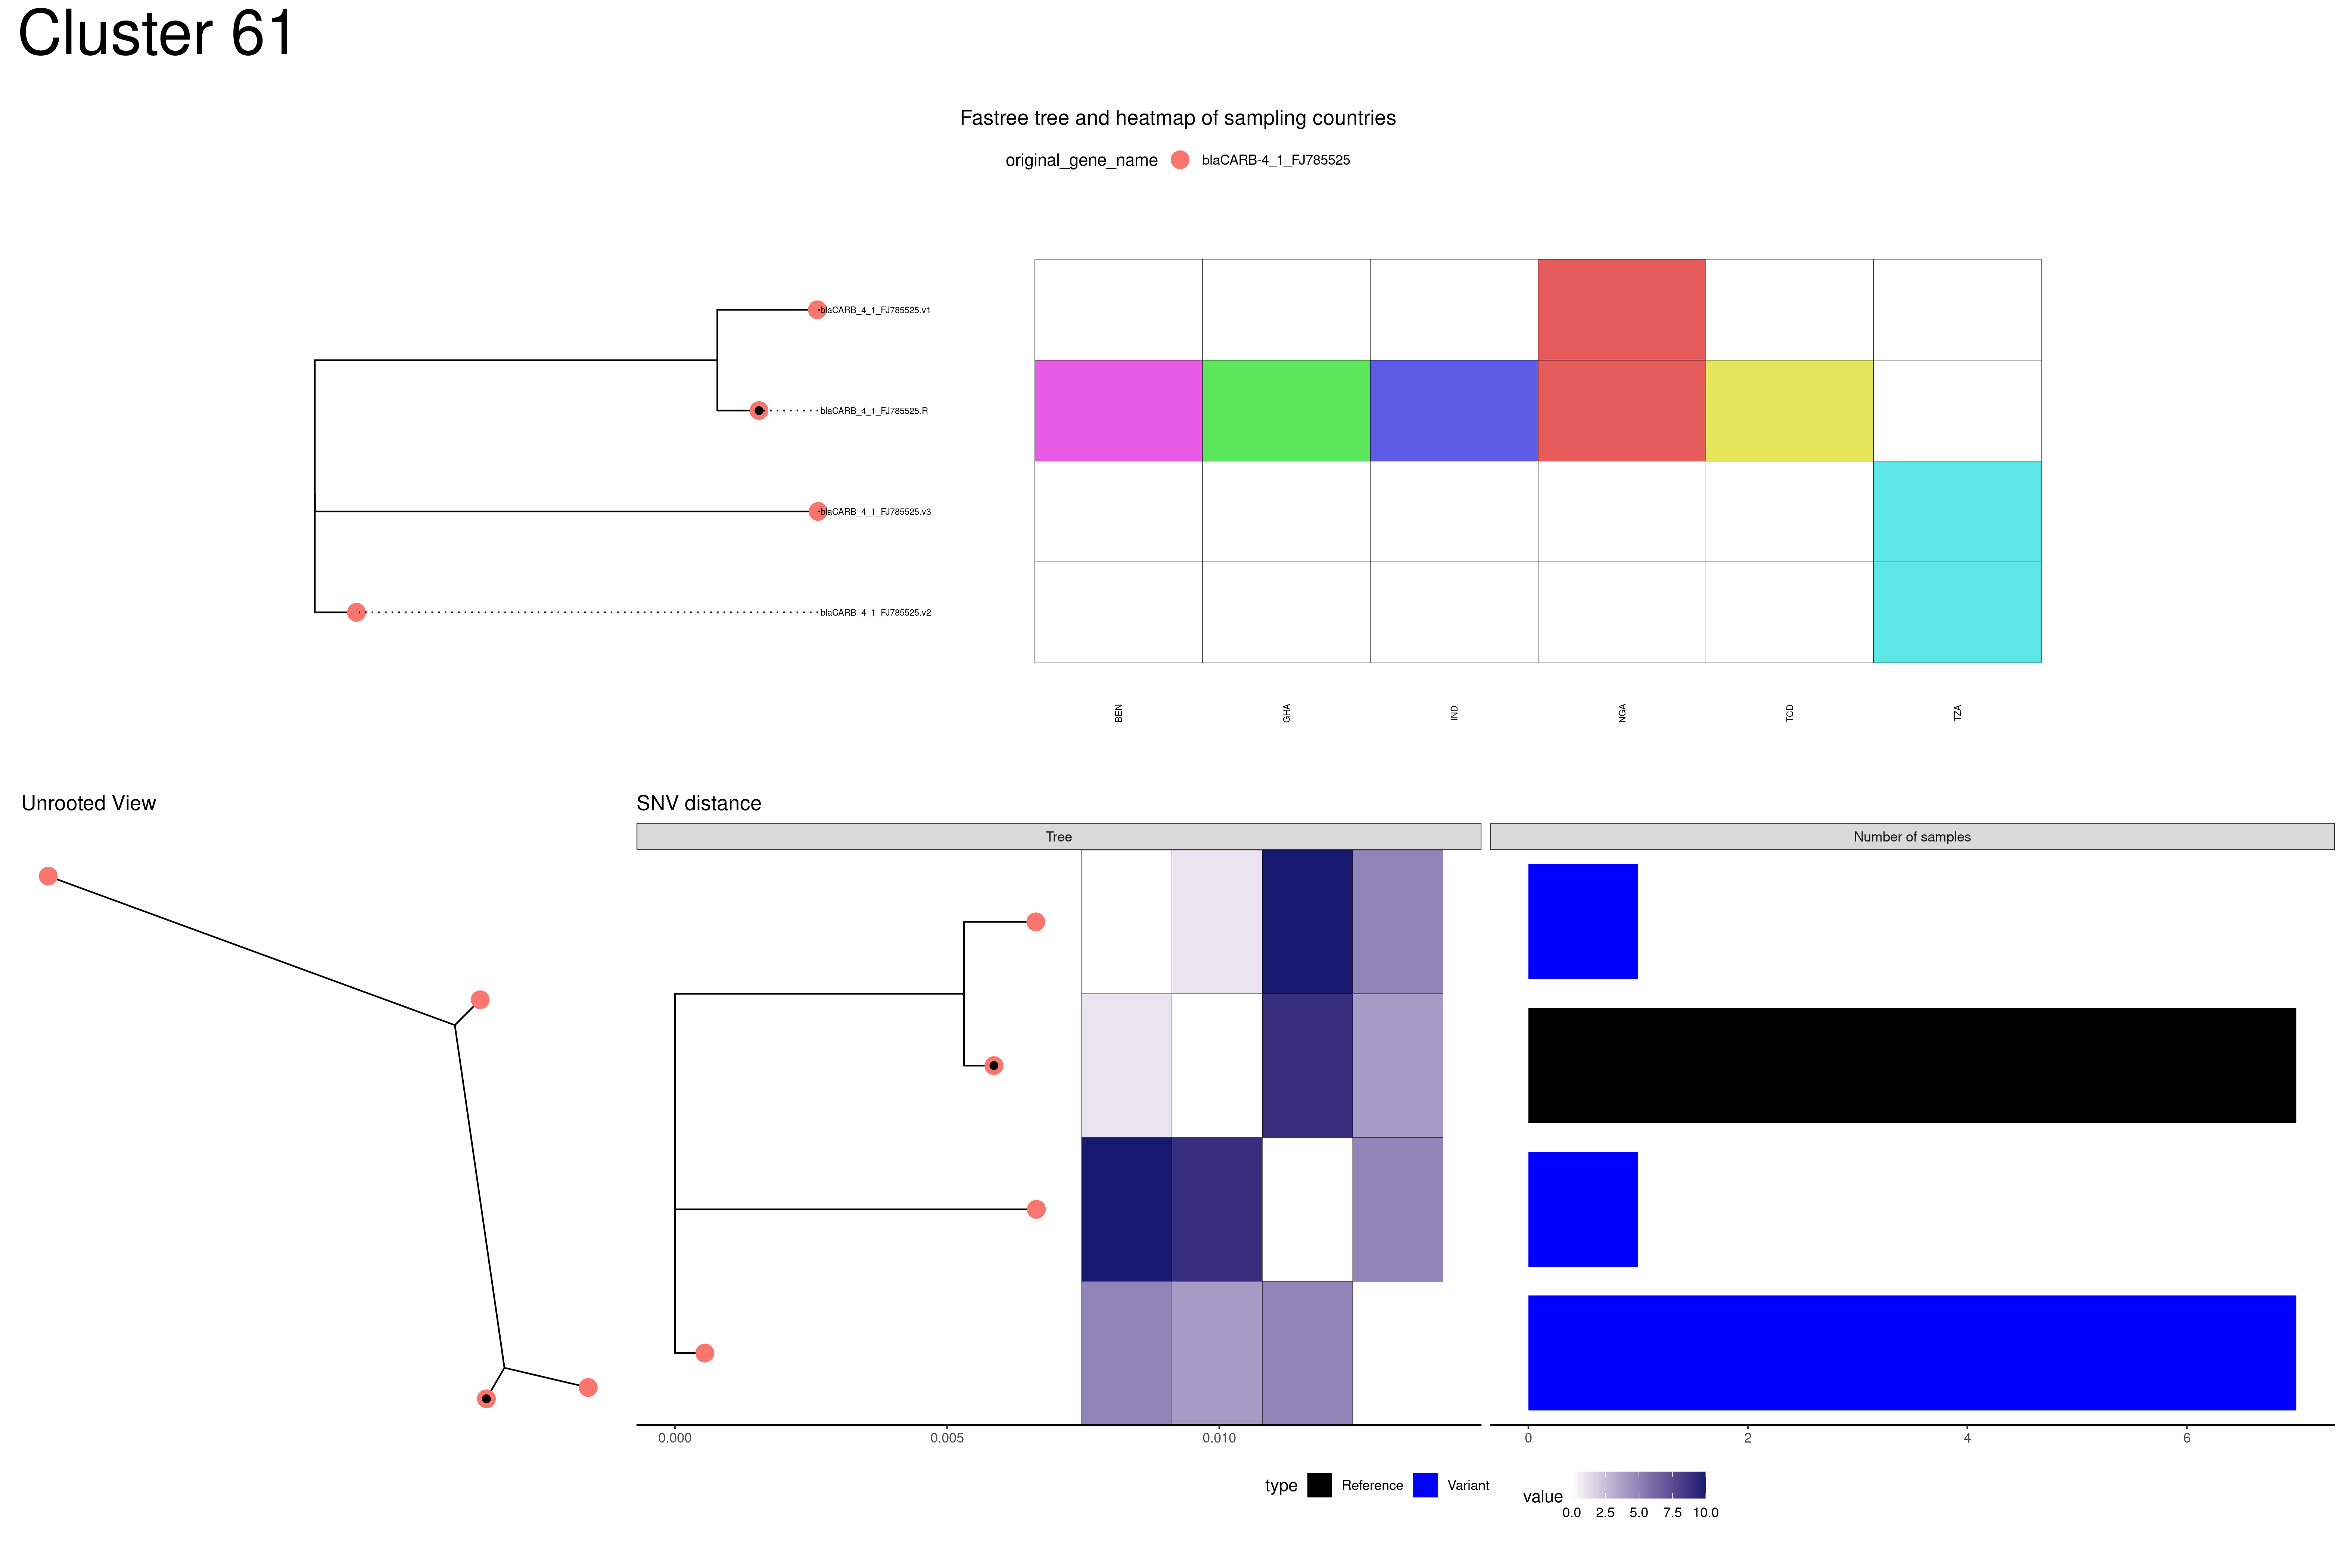 Cluster 61
Fastree tree and heatmap of sampling countries
original_gene_name blaCARB-4_1_FJ785525
blaCARB_4_1_FJ785525.v1
blaCARB_4_1_FJ785525.R
blaCARB_4_1_FJ785525.v3
blaCARB_4_1_FJ785525.v2
BEN GHA IND NGA TCD TZA
Unrooted View
SNV distance
Tree Number of samples
0.000 0.005 0.010 0 2 4 6
type Reference Variant value
0.0 2.5 5.0 7.5 10.0